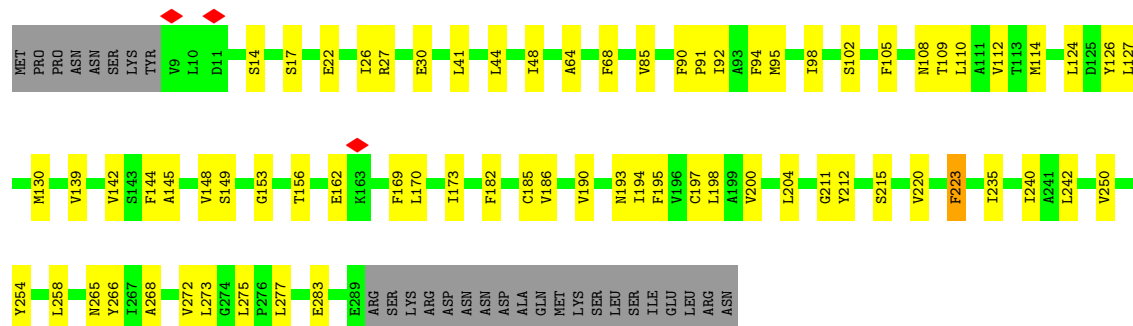 MET PRO PRO ASN ASN SER LYS TYR V9 L10 D11 S14 S17 E22 I26 R27 E30 L41 L44 I48 A64 F68 V85 F90 P91 I92 A93 F94 M95 I98 S102 F105 N108 T109 L110 A111 V112 T113 M114 L124 D125 Y126 L127
M130 V139 V142 S143 F144 A145 V148 S149 G153 T156 E162 K163 F169 L170 I173 F182 C185 V186 V190 N193 I194 F195 V196 C197 L198 A199 V200 L204 G211 Y212 S215 V220 F223 I235 I240 A241 L242 V250
Y254 L258 N265 Y266 I267 A268 V272 L273 G274 L275 P276 L277 E283 E289 ARG SER LYS ARG ASP ASN ASN ASP ALA GLN MET LYS SER LEU SER ILE GLU LEU ARG ASN